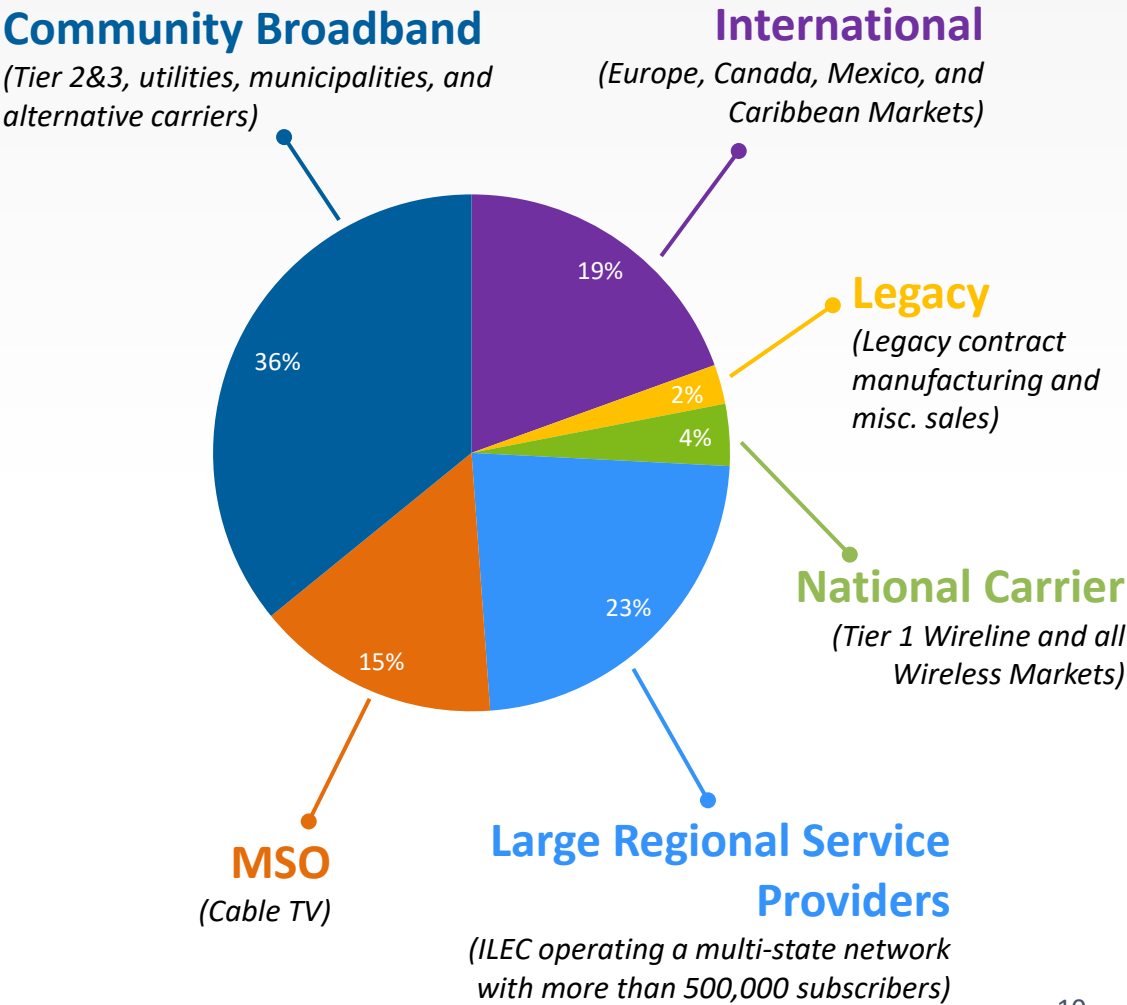 Community Broadband
(Tier 2&3, utilities, municipalities, and
alternative carriers)
International
(Europe, Canada, Mexico, and
Caribbean Markets)
19%
Legacy
(Legacy contract
manufacturing and
misc. sales)
2%
36%
4%
National Carrier
(Tier 1 Wireline and all
Wireless Markets)
23%
15%
Large Regional Service
Providers
(ILEC operating a multi-state network
with more than 500,000 subscribers)
MSO
(Cable TV)